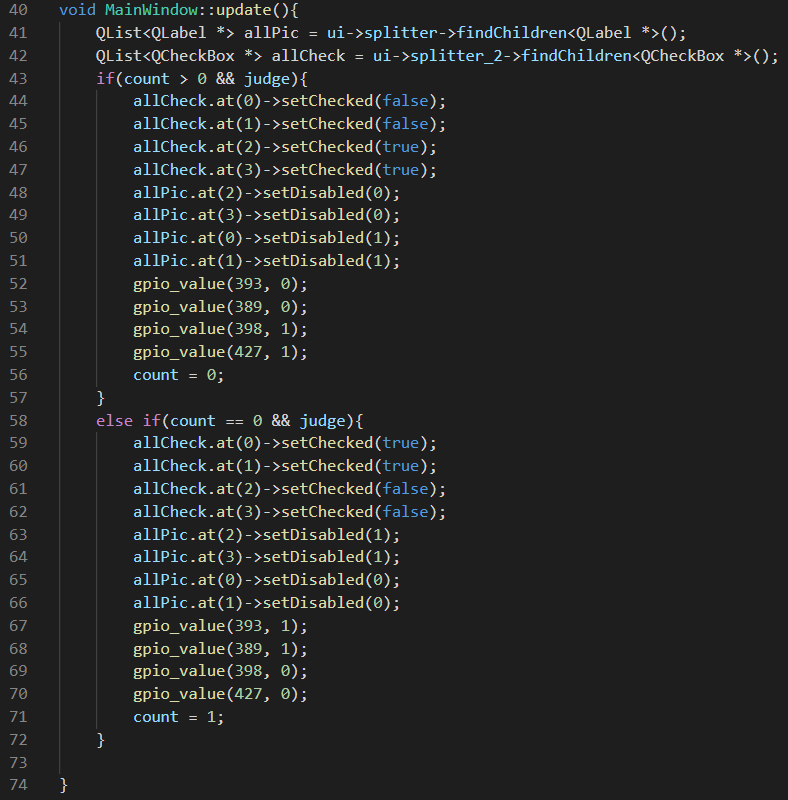 40 void MainWindow::update(){
41     QList<QLabel *> allPic = ui->splitter->findChildren<QLabel *>();
42     QList<QCheckBox *> allCheck = ui->splitter_2->findChildren<QCheckBox *>();
43     if(count > 0 && judge){
44         allCheck.at(0)->setChecked(false);
45         allCheck.at(1)->setChecked(false);
46         allCheck.at(2)->setChecked(true);
47         allCheck.at(3)->setChecked(true);
48         allPic.at(2)->setDisabled(0);
49         allPic.at(3)->setDisabled(0);
50         allPic.at(0)->setDisabled(1);
51         allPic.at(1)->setDisabled(1);
52         gpio_value(393, 0);
53         gpio_value(389, 0);
54         gpio_value(398, 1);
55         gpio_value(427, 1);
56         count = 0;
57     }
58     else if(count == 0 && judge){
59         allCheck.at(0)->setChecked(true);
60         allCheck.at(1)->setChecked(true);
61         allCheck.at(2)->setChecked(false);
62         allCheck.at(3)->setChecked(false);
63         allPic.at(2)->setDisabled(1);
64         allPic.at(3)->setDisabled(1);
65         allPic.at(0)->setDisabled(0);
66         allPic.at(1)->setDisabled(0);
67         gpio_value(393, 1);
68         gpio_value(389, 1);
69         gpio_value(398, 0);
70         gpio_value(427, 0);
71         count = 1;
72     }
73
74 }